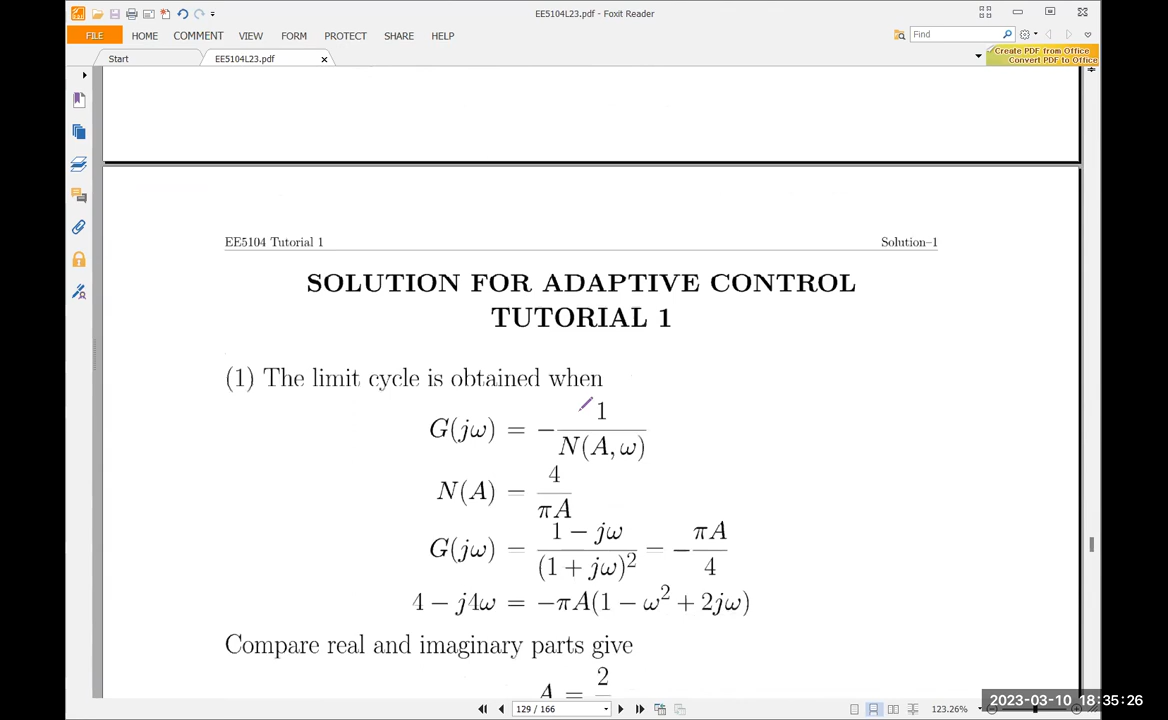 EE5104L23.pdf - Foxit Reader
FILE HOME COMMENT VIEW FORM PROTECT SHARE HELP
Find
Create PDF from Office
Convert PDF to Office
Start EE5104L23.pdf
EE5104 Tutorial 1 Solution–1
SOLUTION FOR ADAPTIVE CONTROL
TUTORIAL 1
(1) The limit cycle is obtained when
G(jω) = −1/N(A, ω)
N(A) = 4/πA
G(jω) = (1 − jω)/(1 + jω)² = −πA/4
4 − j4ω = −πA(1 − ω² + 2jω)
Compare real and imaginary parts give
A = 2
2023-03-10 18:35:26
129 / 166
123.26%